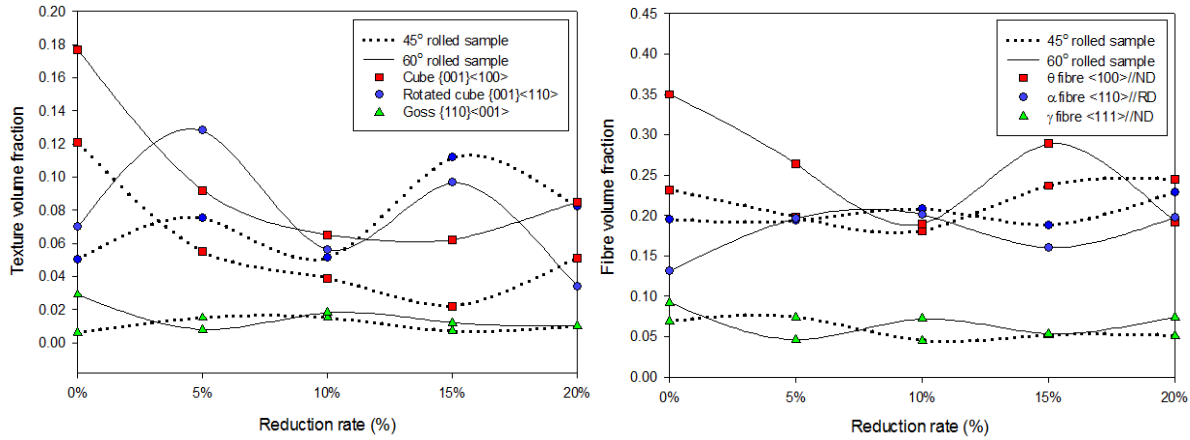 0.20
0.18
0.16
0.14
0.12
0.10
0.08
0.06
0.04
0.02
0.00
Texture volume fraction
45° rolled sample
60° rolled sample
Cube {001}<100>
Rotated cube {001}<110>
Goss {110}<001>
0% 5% 10% 15% 20%
Reduction rate (%)
0.45
0.40
0.35
0.30
0.25
0.20
0.15
0.10
0.05
0.00
Fibre volume fraction
45° rolled sample
60° rolled sample
θ fibre <100>//ND
α fibre <110>//RD
γ fibre <111>//ND
0% 5% 10% 15% 20%
Reduction rate (%)